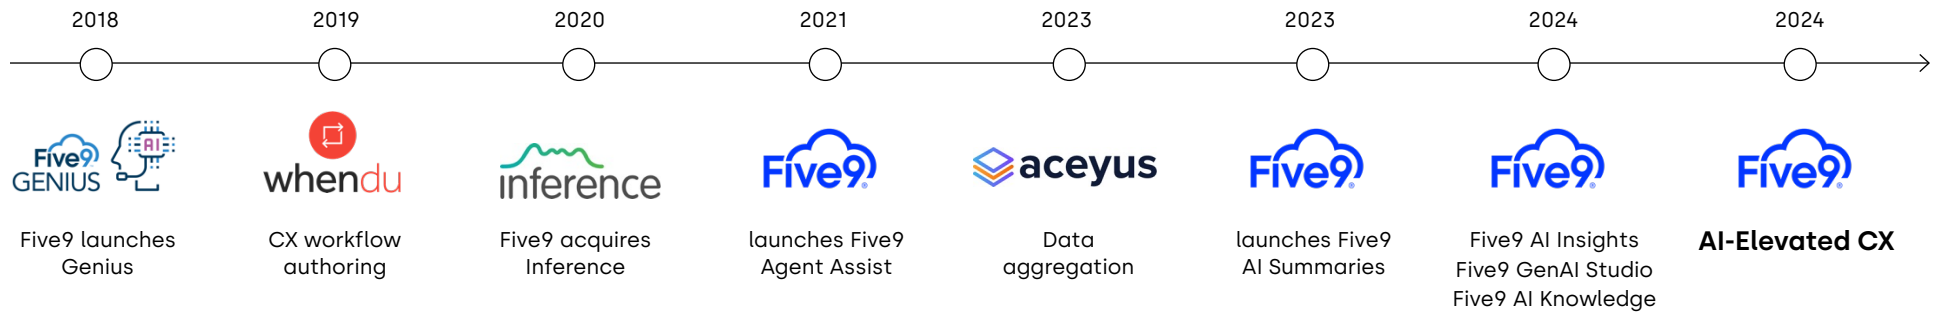 2018
2019
2020
2021
2023
2023
2024
2024
Five9
GENIUS
AI
whendu
inference
Five9®
aceyus
Five9®
Five9®
Five9®
Five9 launches
Genius
CX workflow
authoring
Five9 acquires
Inference
launches Five9
Agent Assist
Data
aggregation
launches Five9
AI Summaries
Five9 AI Insights
Five9 GenAI Studio
Five9 AI Knowledge
AI-Elevated CX